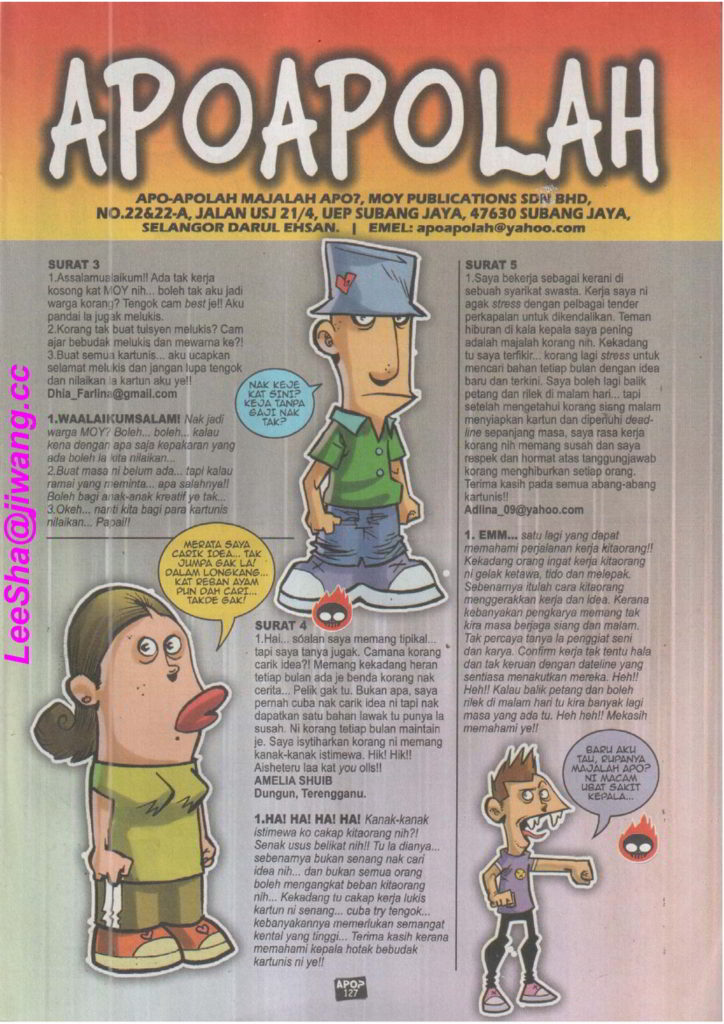 APOAPOLAH
APO-APOLAH MAJALAH APO?, MOY PUBLICATIONS SDN BHD,
NO.22&22-A, JALAN USJ 21/4, UEP SUBANG JAYA, 47630 SUBANG JAYA,
SELANGOR DARUL EHSAN. | EMEL: apoapolah@yahoo.com
SURAT 3
1.Assalamualaikum!! Ada tak kerja
kosong kat MOY nih... boleh tak aku jadi
warga korang? Tengok cam best je!! Aku
pandai la jugak melukis.
2.Korang tak buat tuisyen melukis? Cam
ajar bebudak melukis dan mewarna ke?!
3.Buat semua kartunis... aku ucapkan
selamat melukis dan jangan lupa tengok
dan nilaikan la kartun aku ye!!
Dhia_Farlina@gmail.com
1.WAALAIKUMSALAM! Nak jadi
warga MOY? Boleh... boleh... kalau
kena dengan apa saja kepakaran yang
ada boleh la kita nilaikan...
2.Buat masa ni belum ada... tapi kalau
ramai yang meminta... apa salahnya!!
Boleh bagi anak-anak kreatif ye tak...
3.Okeh... nanti kita bagi para kartunis
nilaikan... Papai!!
NAK KEJE
KAT SINI?
KEJA TANPA
GAJI NAK
TAK?
MERATA SAYA
CARIK IDEA... TAK
JUMPA GAK LA!
DALAM LONGKANG...
KAT REBAN AYAM
PUN DAH CARI...
TAKDE GAK!
SURAT 4
1.Hai... soalan saya memang tipikal...
tapi saya tanya jugak. Camana korang
carik idea?! Memang kekadang heran
tetiap bulan ada je benda korang nak
cerita... Pelik gak tu. Bukan apa, saya
pernah cuba nak carik idea ni tapi nak
dapatkan satu bahan lawak tu punya la
susah. Ni korang tetiap bulan maintain
je. Saya isytiharkan korang ni memang
kanak-kanak istimewa. Hik! Hik!!
Aisheteru laa kat you olls!!
AMELIA SHUIB
Dungun, Terengganu.
1.HA! HA! HA! HA! Kanak-kanak
istimewa ko cakap kitaorang nih?!
Senak usus belikat nih!! Tu la dianya...
sebenarnya bukan senang nak cari
idea nih... dan bukan semua orang
boleh mengangkat beban kitaorang
nih... Kekadang tu cakap kerja lukis
kartun ni senang... cuba try tengok...
kebanyakannya memerlukan semangat
kental yang tinggi... Terima kasih kerana
memahami kepala hotak bebudak
kartunis ni ye!!
SURAT 5
1.Saya bekerja sebagai kerani di
sebuah syarikat swasta. Kerja saya ni
agak stress dengan pelbagai tender
perkapalan untuk dikendalikan. Teman
hiburan di kala kepala saya pening
adalah majalah korang nih. Kekadang
tu saya terfikir... korang lagi stress untuk
mencari bahan tetiap bulan dengan idea
baru dan terkini. Saya boleh lagi balik
petang dan rilek di malam hari... tapi
setelah mengetahui korang siang malam
menyiapkan kartun dan dipenuhi dead-
line sepanjang masa, saya rasa kerja
korang nih memang susah dan saya
respek dan hormat atas tanggungjawab
korang menghiburkan setiap orang.
Terima kasih pada semua abang-abang
kartunis!!
Adlina_09@yahoo.com
1. EMM... satu lagi yang dapat
memahami perjalanan kerja kitaorang!!
Kekadang orang ingat kerja kitaorang
ni gelak ketawa, tido dan melepak.
Sebenarnya itulah cara kitaorang
menggerakkan kerja dan idea. Kerana
kebanyakan pengkarya memang tak
kira masa berjaga siang dan malam.
Tak percaya tanya la penggiat seni
dan karya. Confirm kerja tak tentu hala
dan tak keruan dengan dateline yang
sentiasa menakutkan mereka. Heh!!
Heh!! Kalau balik petang dan boleh
rilek di malam hari tu kira banyak lagi
masa yang ada tu. Heh heh!! Mekasih
memahami ye!!
BARU AKU
TAU, RUPANYA
MAJALAH APO?
NI MACAM
UBAT SAKIT
KEPALA...
APO?
127
LeeSha@jiwang.cc